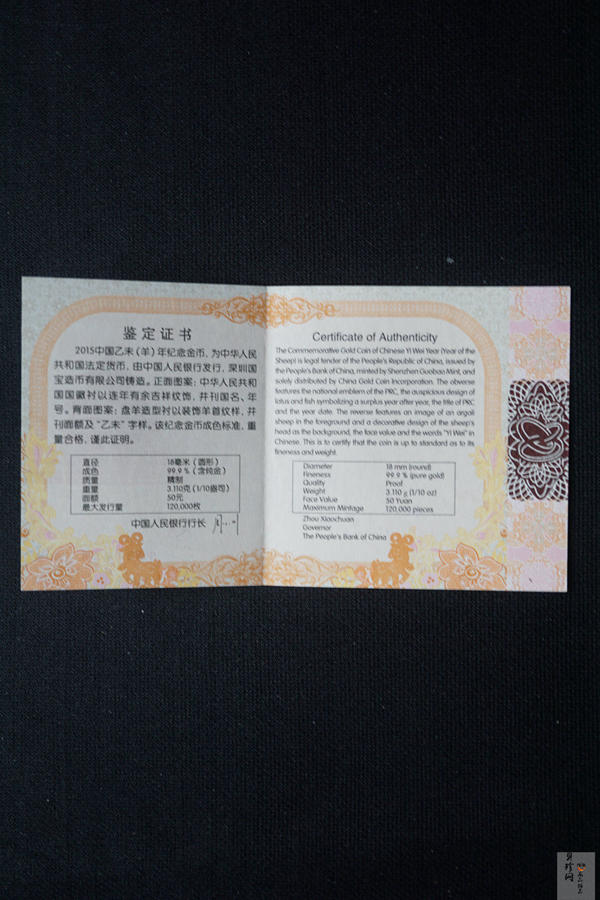 鉴定证书
2015中国乙未（羊）年纪念金币，为中华人民
共和国法定货币，由中国人民银行发行，深圳国
宝造币有限公司铸造。正面图案：中华人民共和
国国徽衬以连年有余吉祥纹饰，并刊国名、年
号。背面图案：盘羊造型衬以装饰羊首纹样，并
刊面额及“乙未”字样。该纪念金币成色标准，重
量合格，谨此证明。
直径 18毫米（圆形）
成色 99.9％（含纯金）
质量 精制
重量 3.110克（1/10盎司）
面额 50元
最大发行量 120,000枚
中国人民银行行长
Certificate of Authenticity
The Commemorative Gold Coin of Chinese Yi Wei Year (Year of the
Sheep) is legal tender of the People's Republic of China, issued by
the People's Bank of China, minted by Shenzhen Guobao Mint, and
solely distributed by China Gold Coin Incorporation. The obverse
features the national emblem of the PRC, the auspicious design of
lotus and fish symbolizing a surplus year after year, the title of PRC
and the year date. The reverse features an image of an argali
sheep in the foreground and a decorative design of the sheep's
head as the background, the face value and the words "Yi Wei" in
Chinese. This is to certify that the coin is up to standard as to its
fineness and weight.
Diameter 18 mm (round)
Fineness 99.9 % (pure gold)
Quality Proof
Weight 3.110 g (1/10 oz)
Face Value 50 Yuan
Maximum Mintage 120,000 pieces
Zhou Xiaochuan
Governor
The People's Bank of China